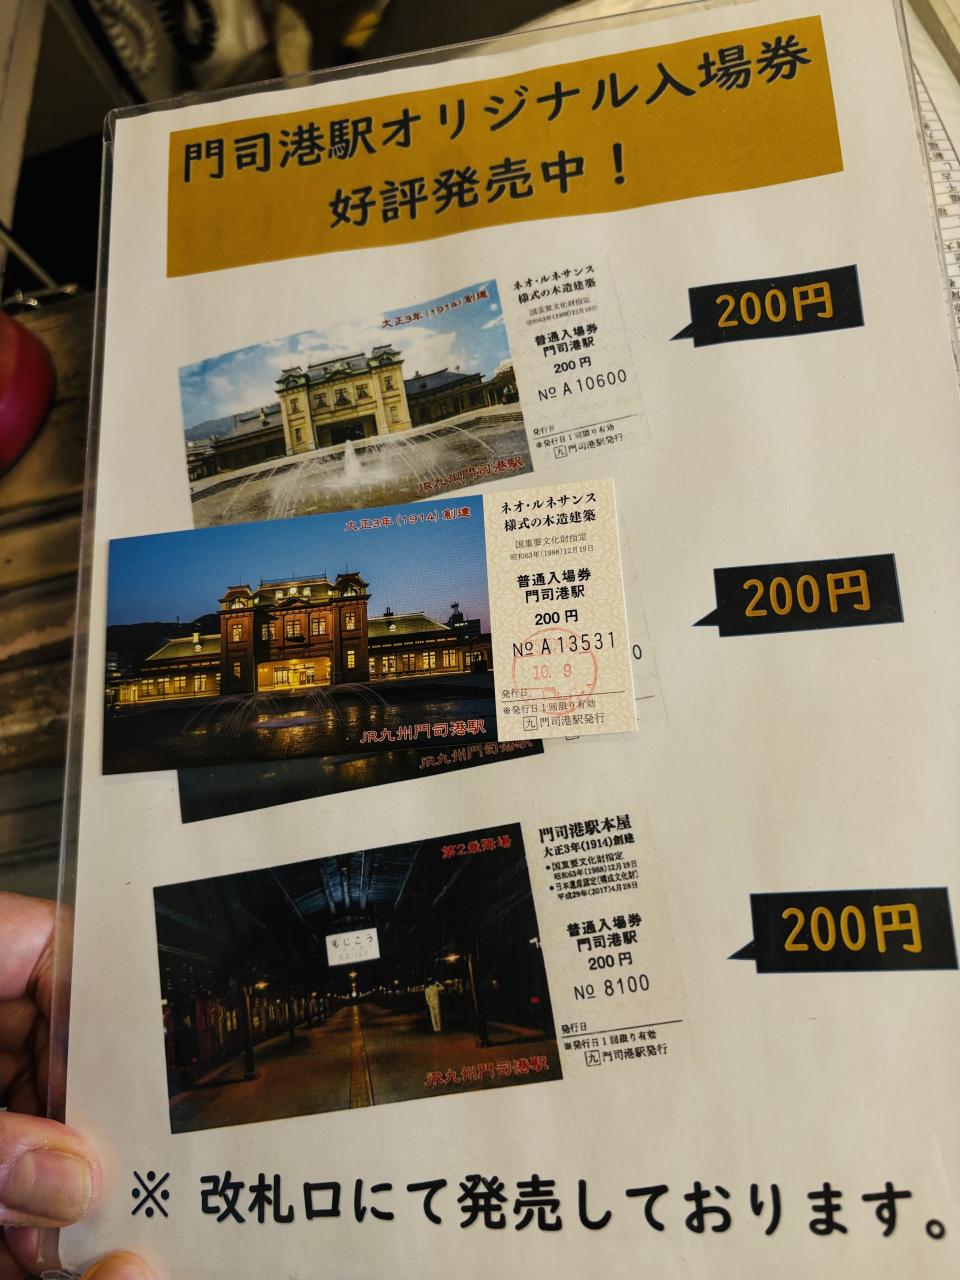 門司港駅オリジナル入場券
好評発売中！
大正3年(1914)創建
JR九州門司港駅
ネオ・ルネサンス
様式の木造建築
国重要文化財指定
昭和63年(1988)12月19日
普通入場券
門司港駅
200円
№ A 10600
発行日
※発行日1回限り有効
九 門司港駅発行
200円
大正3年(1914)創建
JR九州門司港駅
ネオ・ルネサンス
様式の木造建築
国重要文化財指定
昭和63年(1988)12月19日
普通入場券
門司港駅
200円
№ A 13531
10. 9
発行日
※発行日1回限り有効
九 門司港駅発行
0
JR九州門司港駅
200円
第2乗降場
もじこう
JR九州門司港駅
門司港駅本屋
大正3年(1914)創建
●国重要文化財指定
昭和63年(1988)12月19日
●日本遺産認定(構成文化財)
平成29年(2017)4月28日
普通入場券
門司港駅
200円
№ 8100
発行日
※発行日1回限り有効
九 門司港駅発行
200円
※ 改札口にて発売しております。